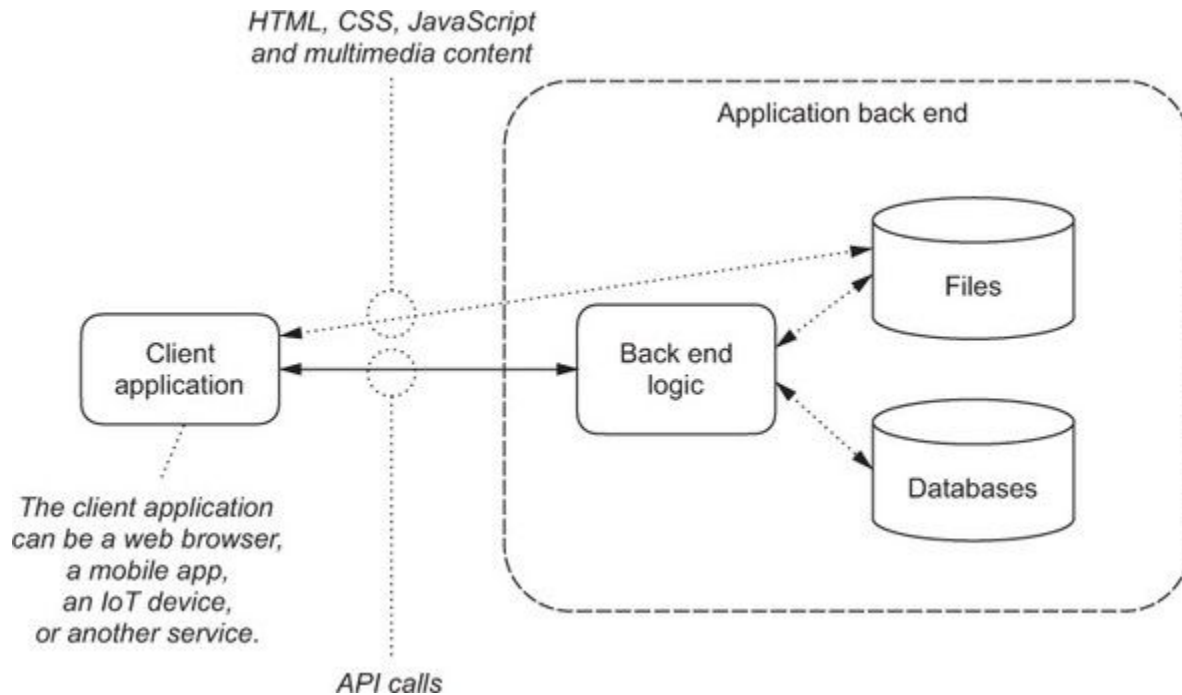 HTML, CSS, JavaScript
and multimedia content
Application back end
Files
Client
application
Back end
logic
Databases
The client application
can be a web browser,
a mobile app,
an IoT device,
or another service.
API calls